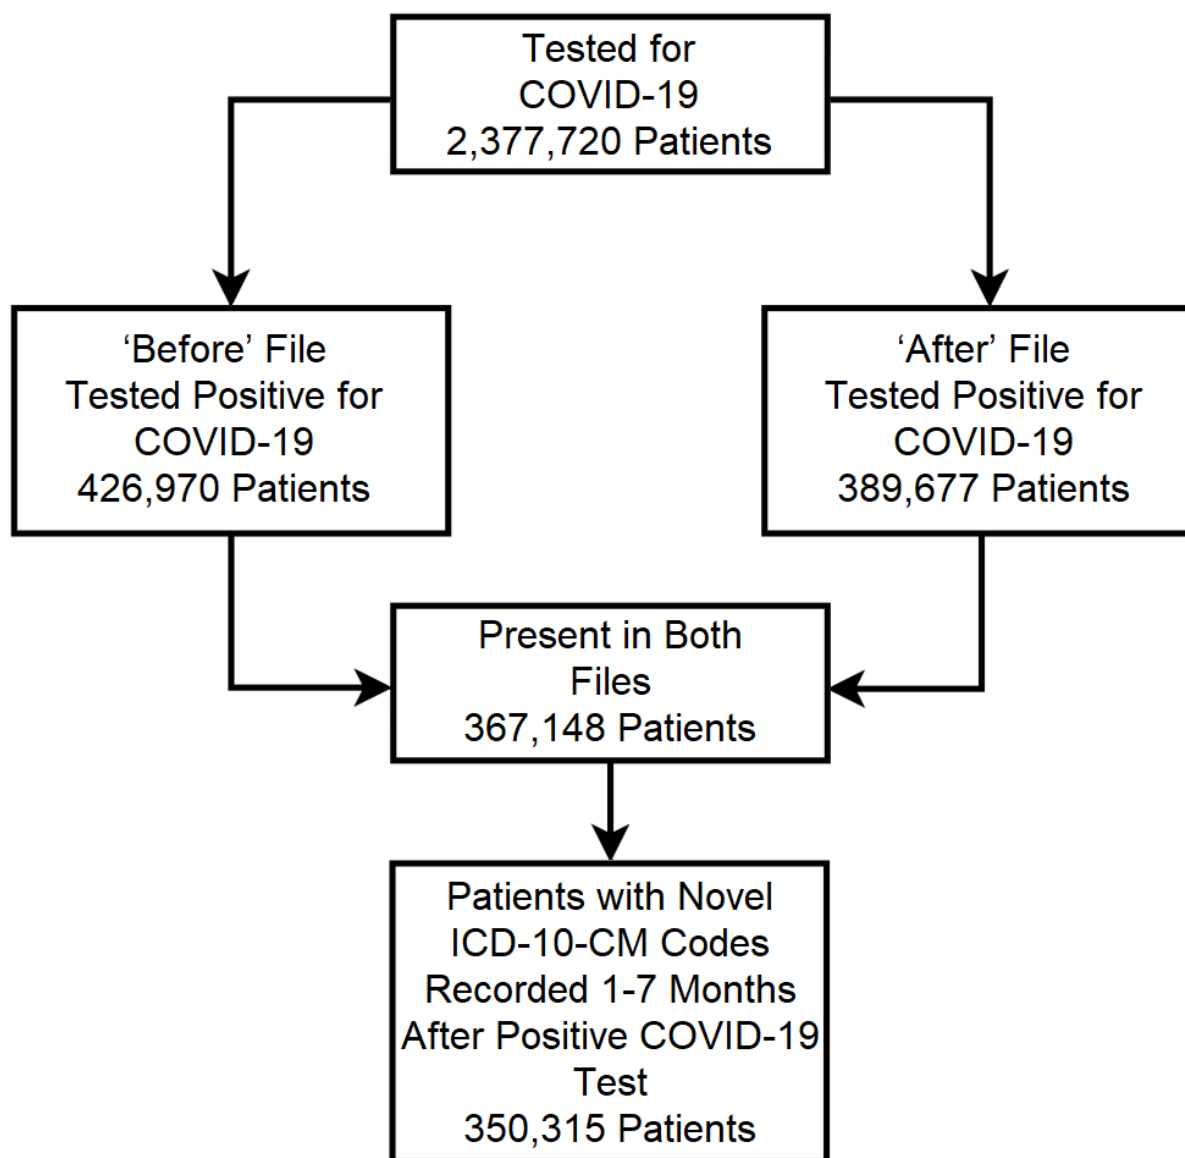 Tested for
COVID-19
2,377,720 Patients
‘Before’ File
Tested Positive for
COVID-19
426,970 Patients
‘After’ File
Tested Positive for
COVID-19
389,677 Patients
Present in Both
Files
367,148 Patients
Patients with Novel
ICD-10-CM Codes
Recorded 1-7 Months
After Positive COVID-19
Test
350,315 Patients